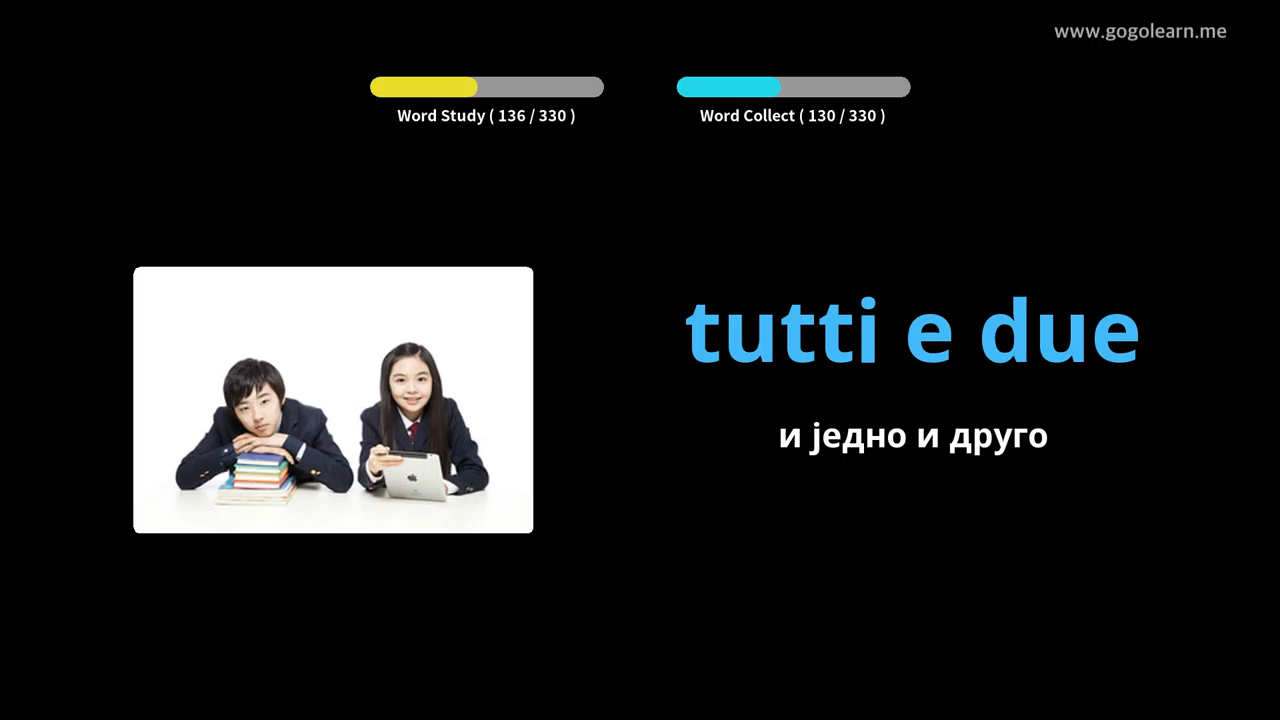 www.gogolearn.me
Word Study ( 136 / 330 )
Word Collect ( 130 / 330 )
tutti e due
и једно и друго